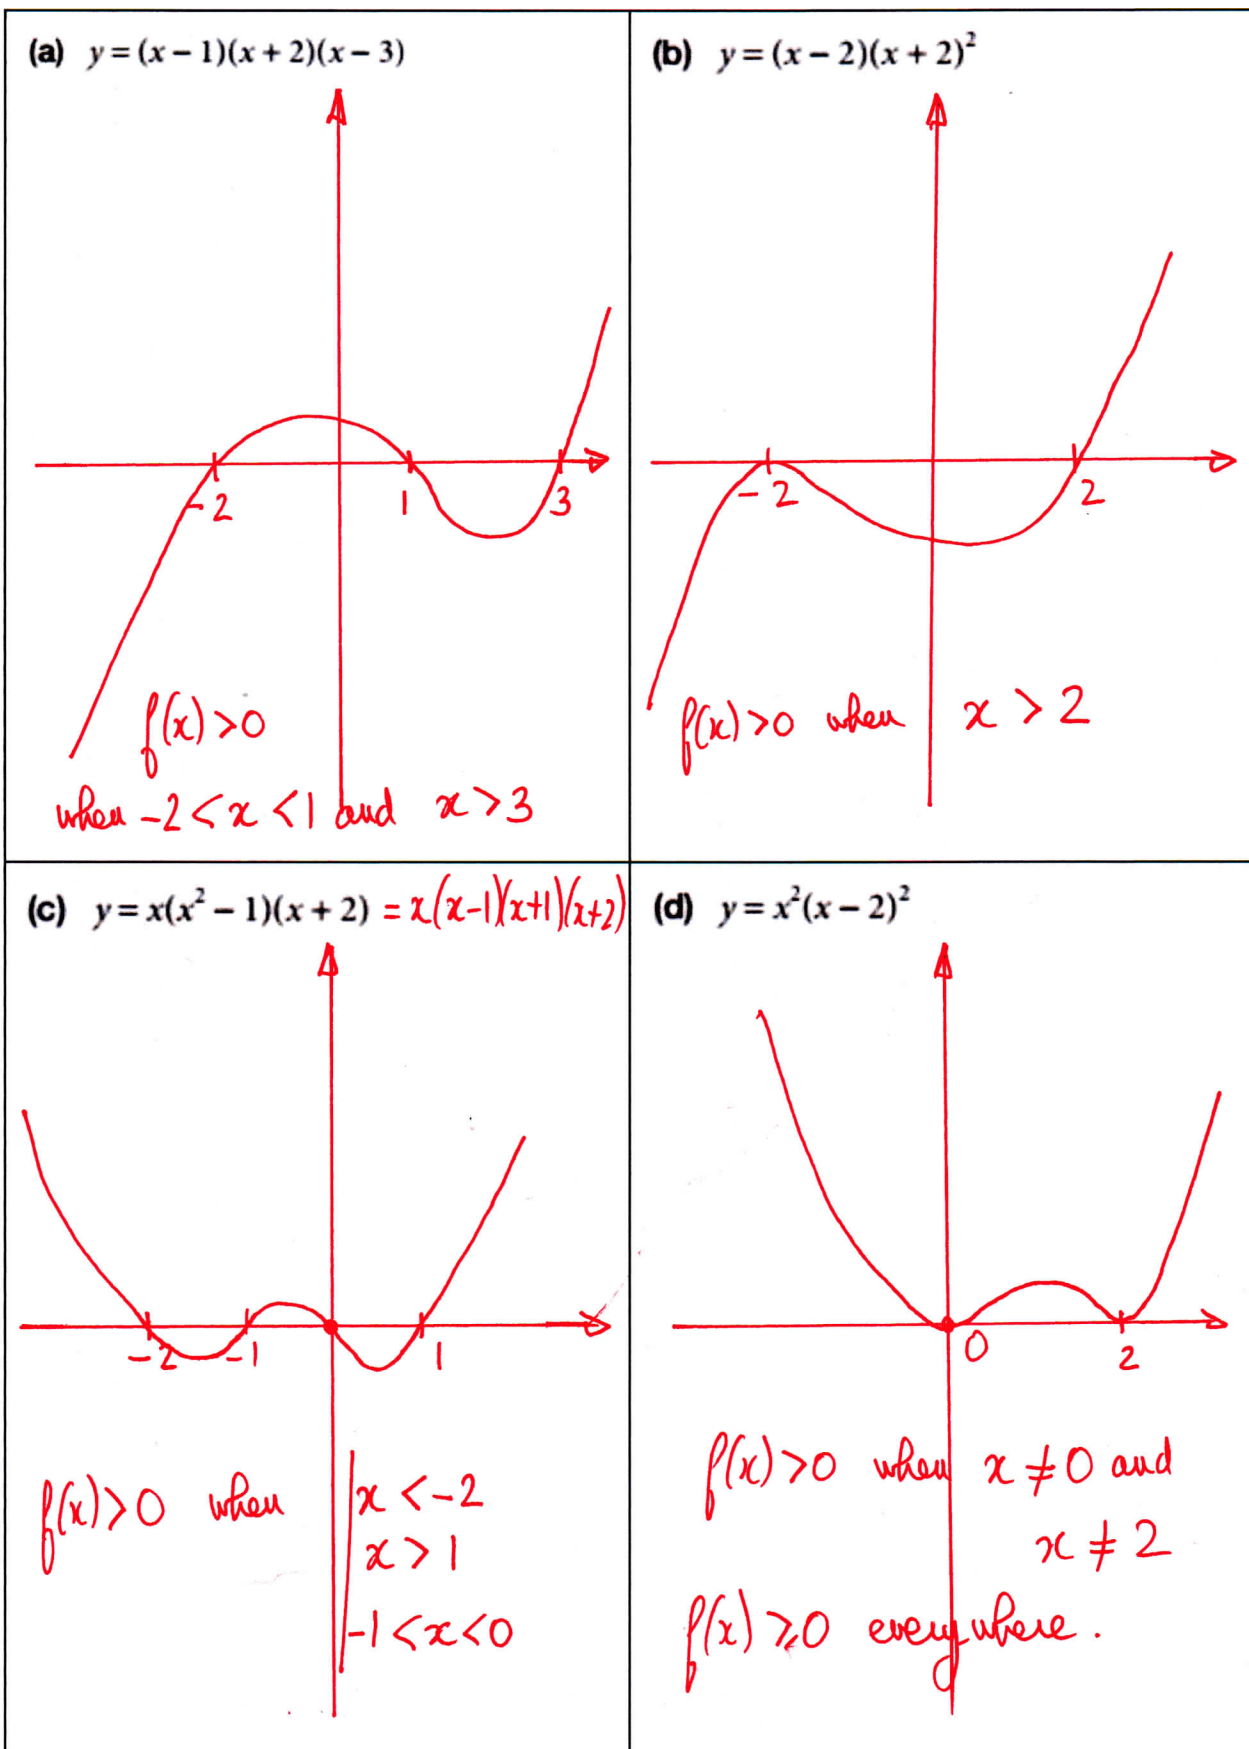 (a) y = (x – 1)(x + 2)(x – 3)
-2
1
3
f(x) > 0
when -2 < x < 1 and x > 3
(b) y = (x – 2)(x + 2)²
-2
2
f(x) > 0 when x > 2
(c) y = x(x² – 1)(x + 2) = x(x-1)(x+1)(x+2)
-2
-1
1
f(x) > 0 when x < -2
x > 1
-1 < x < 0
(d) y = x²(x – 2)²
0
2
f(x) > 0 when x ≠ 0 and
x ≠ 2
f(x) ≥ 0 everywhere.